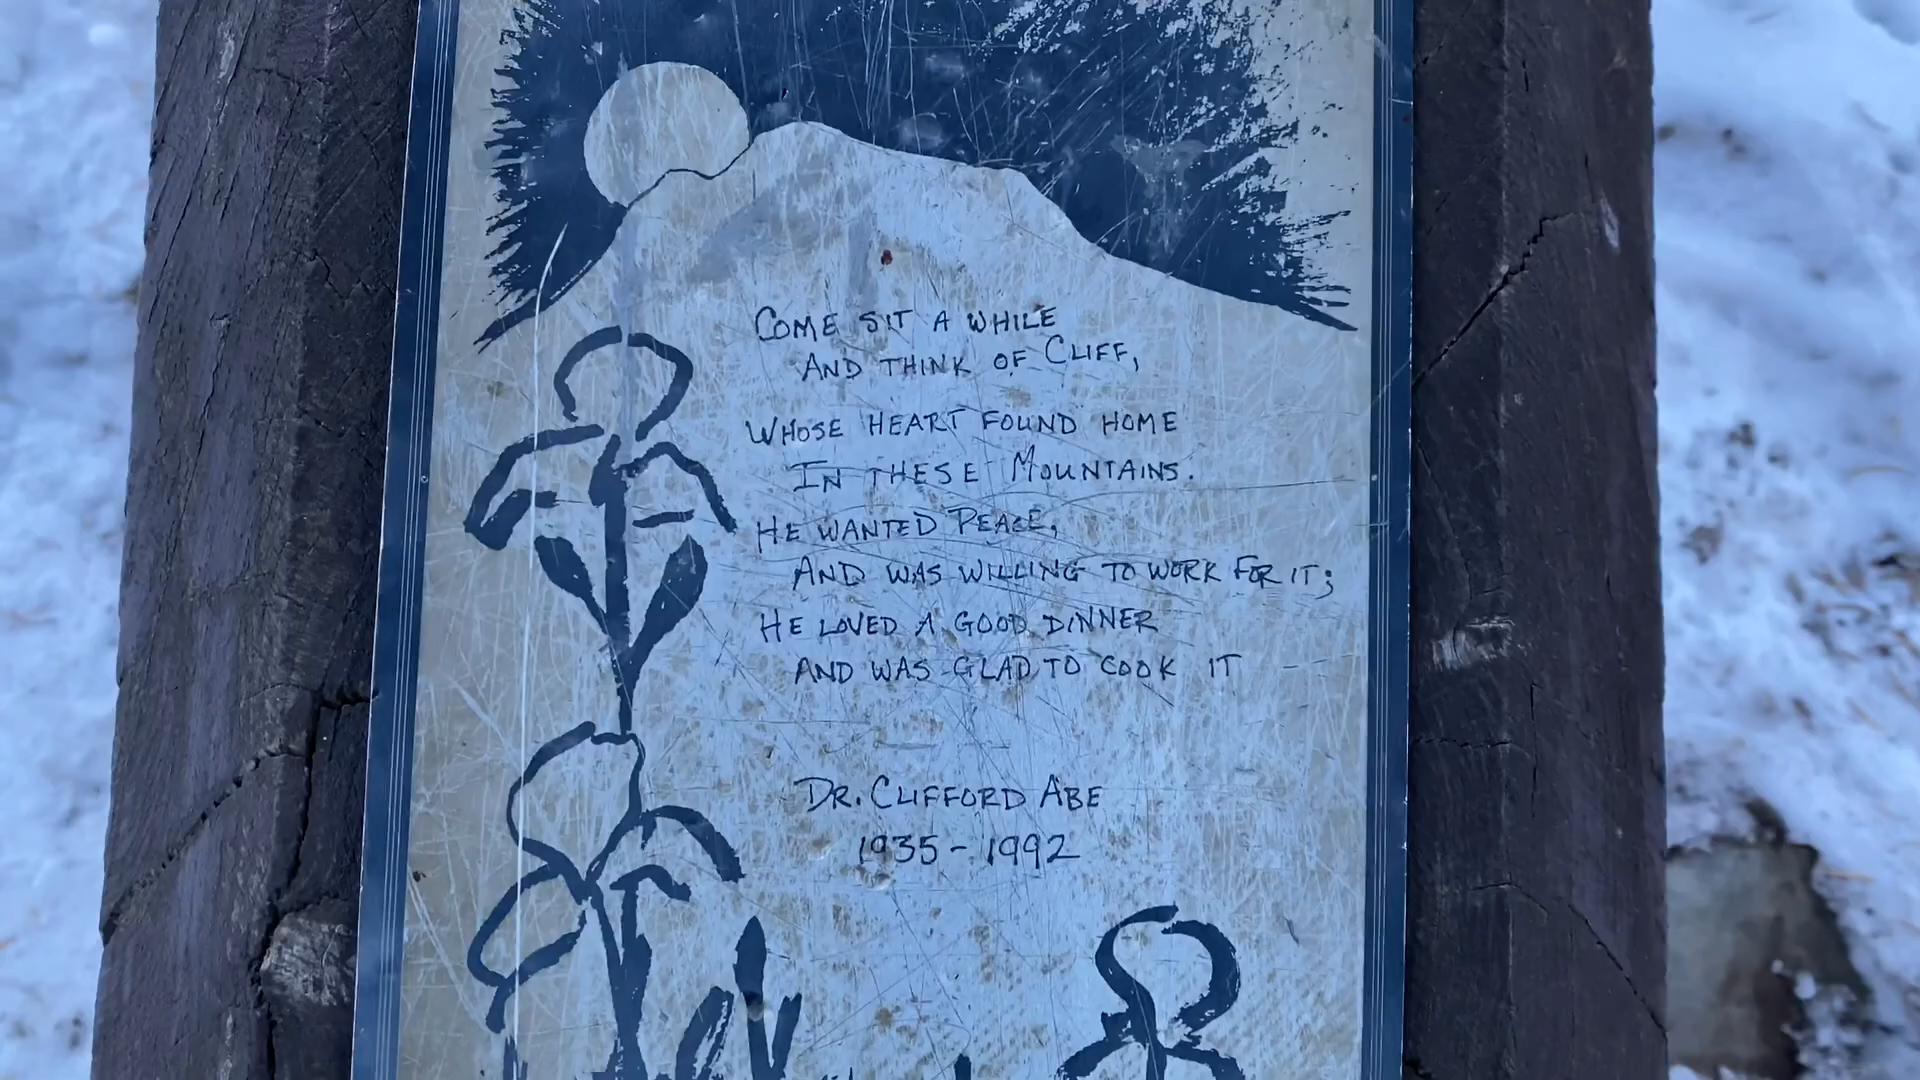 COME SIT A WHILE
AND THINK OF CLIFF,
WHOSE HEART FOUND HOME
IN THESE MOUNTAINS.
HE WANTED PEACE,
AND WAS WILLING TO WORK FOR IT;
HE LOVED A GOOD DINNER
AND WAS GLAD TO COOK IT
DR. CLIFFORD ABE
1935-1992